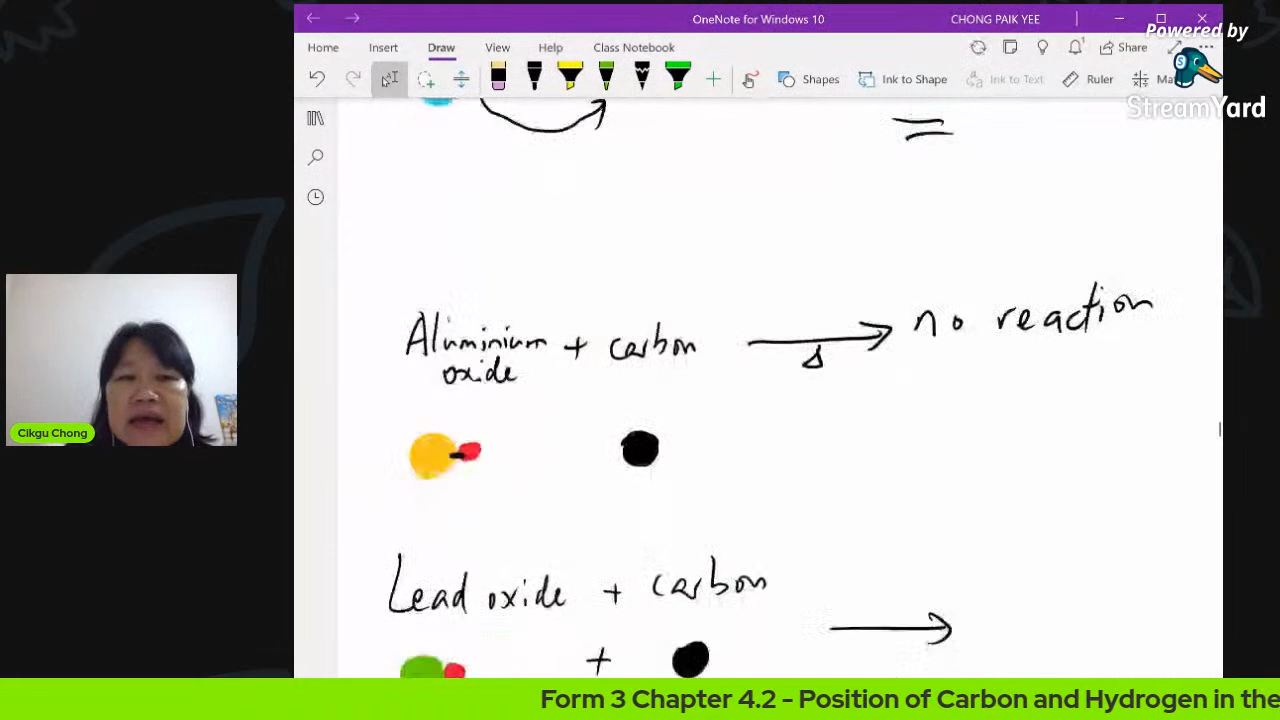 OneNote for Windows 10
CHONG PAIK YEE
Powered by
StreamYard
Home Insert Draw View Help Class Notebook
Share
Shapes Ink to Shape Ink to Text Ruler
Aluminium + carbon → no reaction
oxide Δ
Lead oxide + carbon →
+
Cikgu Chong
Form 3 Chapter 4.2 - Position of Carbon and Hydrogen in the